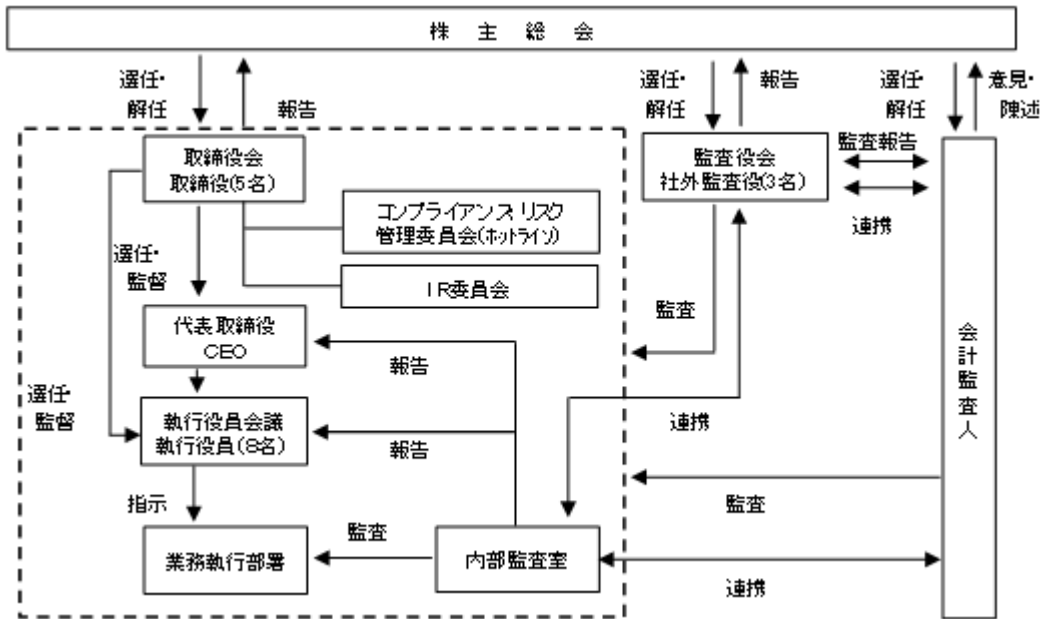 株主総会
選任・
解任
報告
選任・
解任
報告
選任・
解任
意見・
陳述
取締役会
取締役(5名)
監査役会
社外監査役(3名)
監査報告
連携
コンプライアンス・リスク
管理委員会(ホットライン)
IR委員会
選任・
監督
代表取締役
CEO
報告
監査
会計監査人
選任・
監督
執行役員会議
執行役員(8名)
報告
連携
指示
監査
監査
業務執行部署
内部監査室
連携